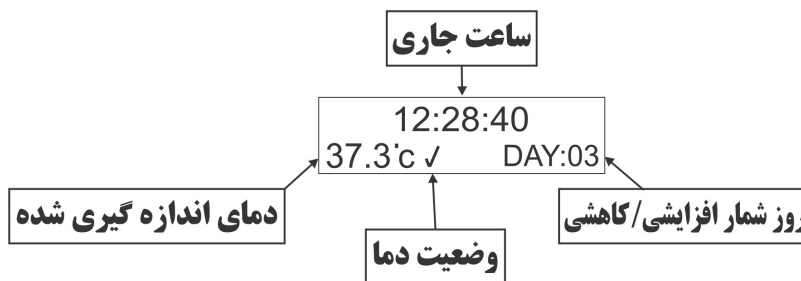 ساعت جاری
12:28:40
37.3°c ✓ DAY:03
دمای اندازه گیری شده
روز شمار افزایشی/کاهشی
وضعیت دما